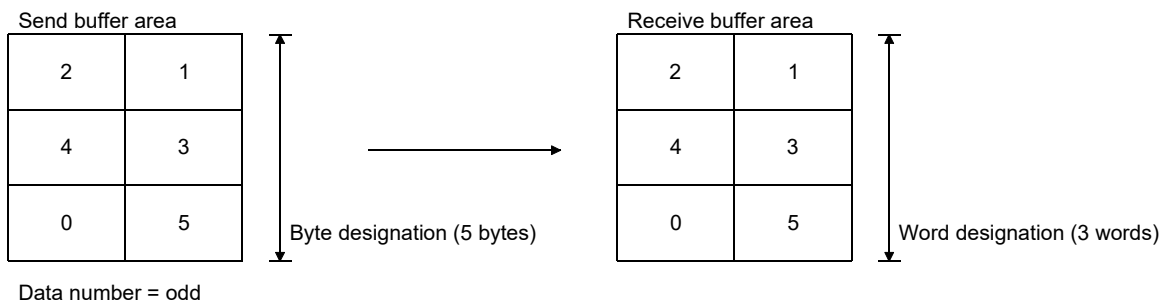 Send buffer area
Receive buffer area
2 1
2 1
4 3
4 3
0 5
0 5
Byte designation (5 bytes)
Word designation (3 words)
Data number = odd